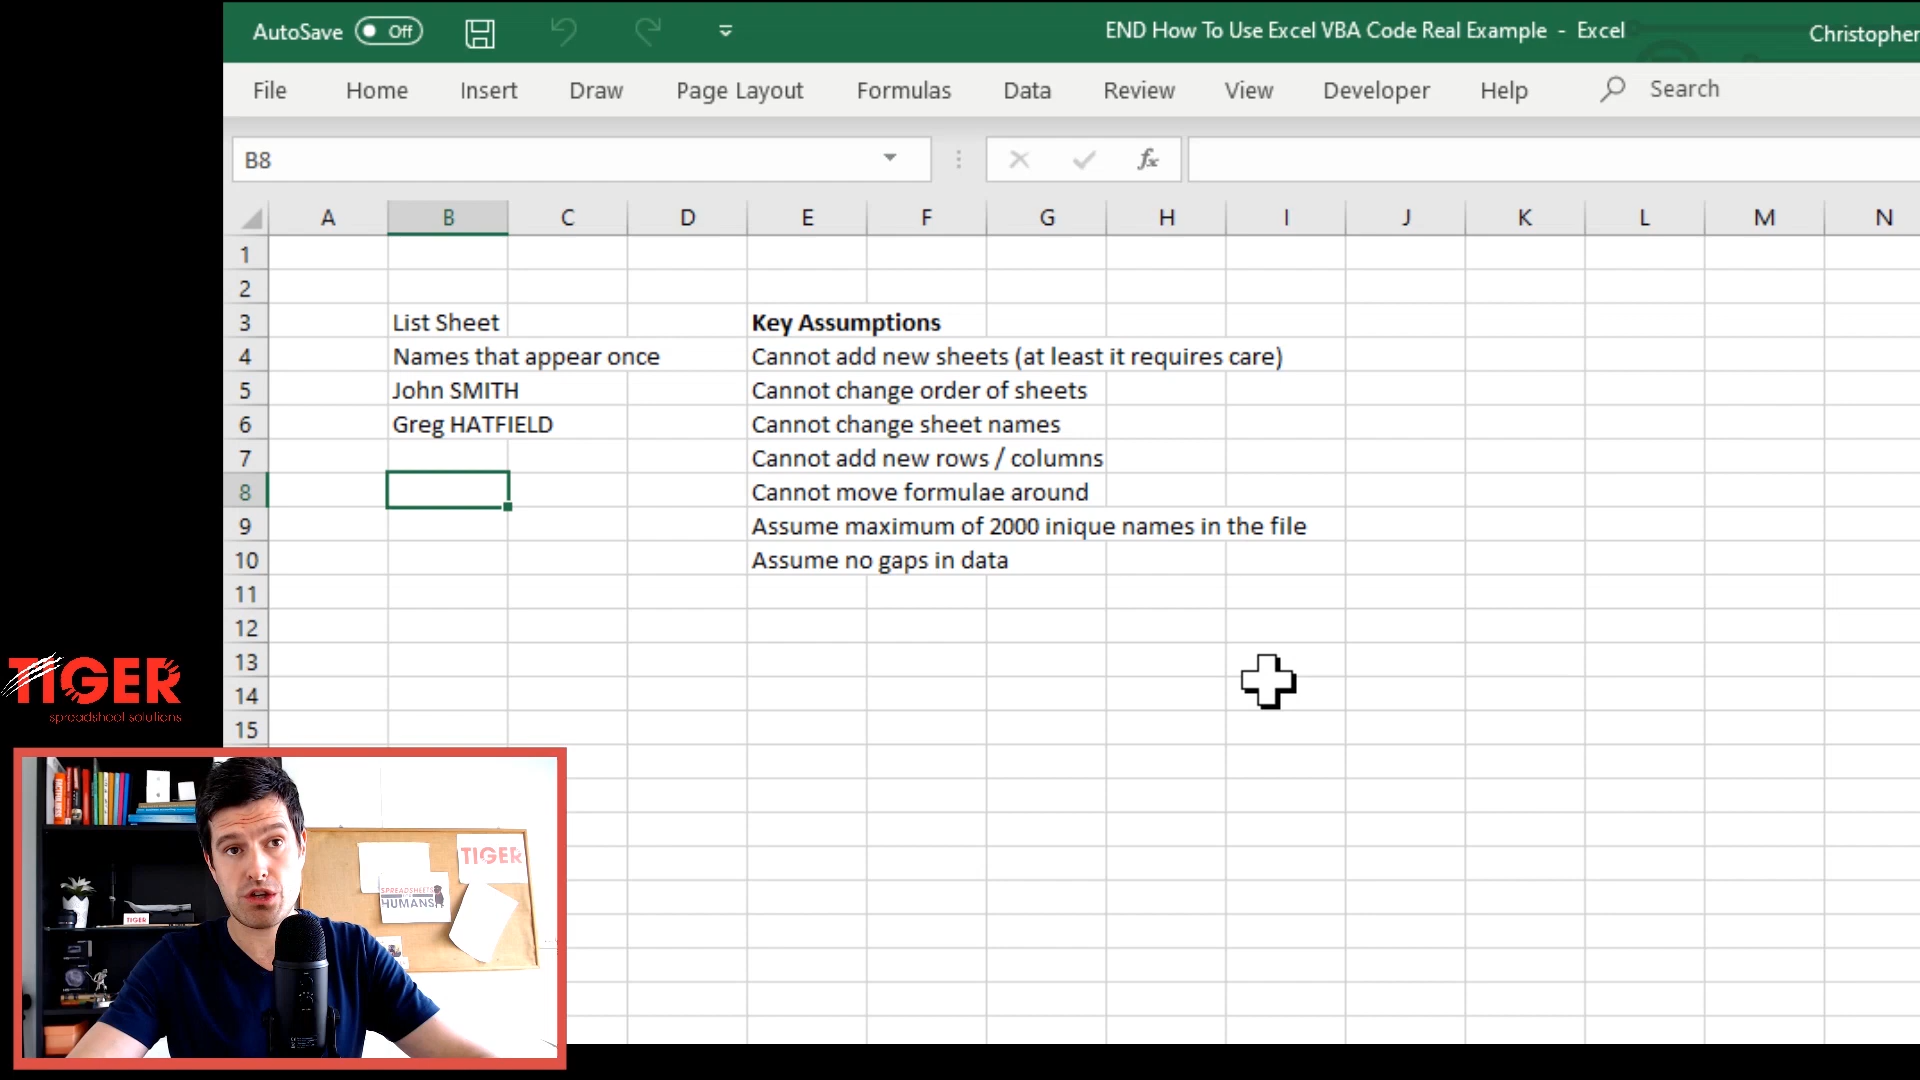 AutoSave Off
END How To Use Excel VBA Code Real Example - Excel
Christopher
File Home Insert Draw Page Layout Formulas Data Review View Developer Help Search
B8
fx
A B C D E F G H I J K L M N
1
2
3 List Sheet Key Assumptions
4 Names that appear once Cannot add new sheets (at least it requires care)
5 John SMITH Cannot change order of sheets
6 Greg HATFIELD Cannot change sheet names
7 Cannot add new rows / columns
8 Cannot move formulae around
9 Assume maximum of 2000 inique names in the file
10 Assume no gaps in data
11
12
13
14
15
TIGER
spreadsheet solutions
TIGER
SPREADSHEETS
HUMANS
TIGER